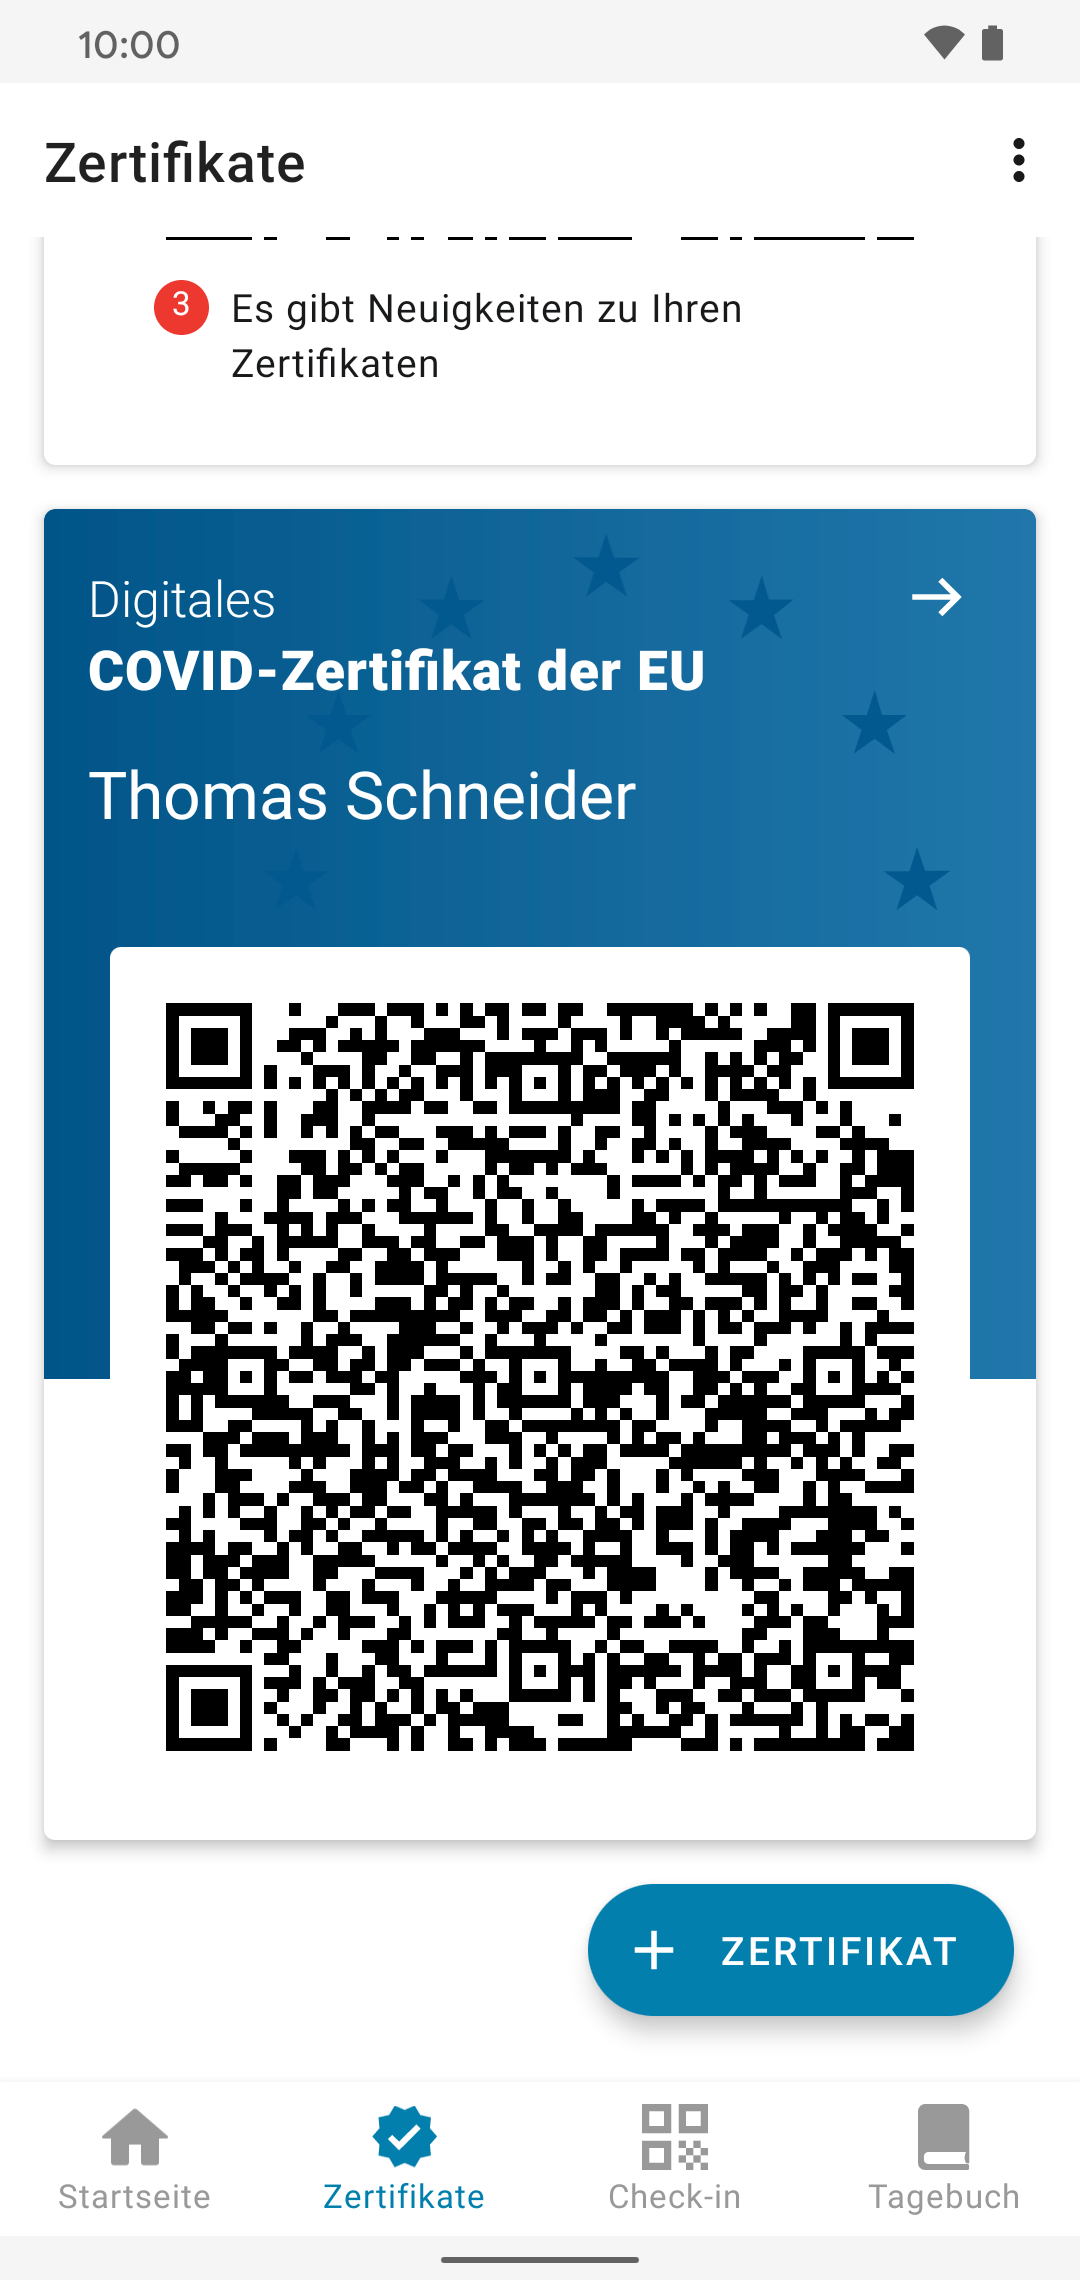 10:00
Zertifikate
3
Es gibt Neuigkeiten zu Ihren
Zertifikaten
Digitales
COVID-Zertifikat der EU
Thomas Schneider
ZERTIFIKAT
Startseite
Zertifikate
Check-in
Tagebuch